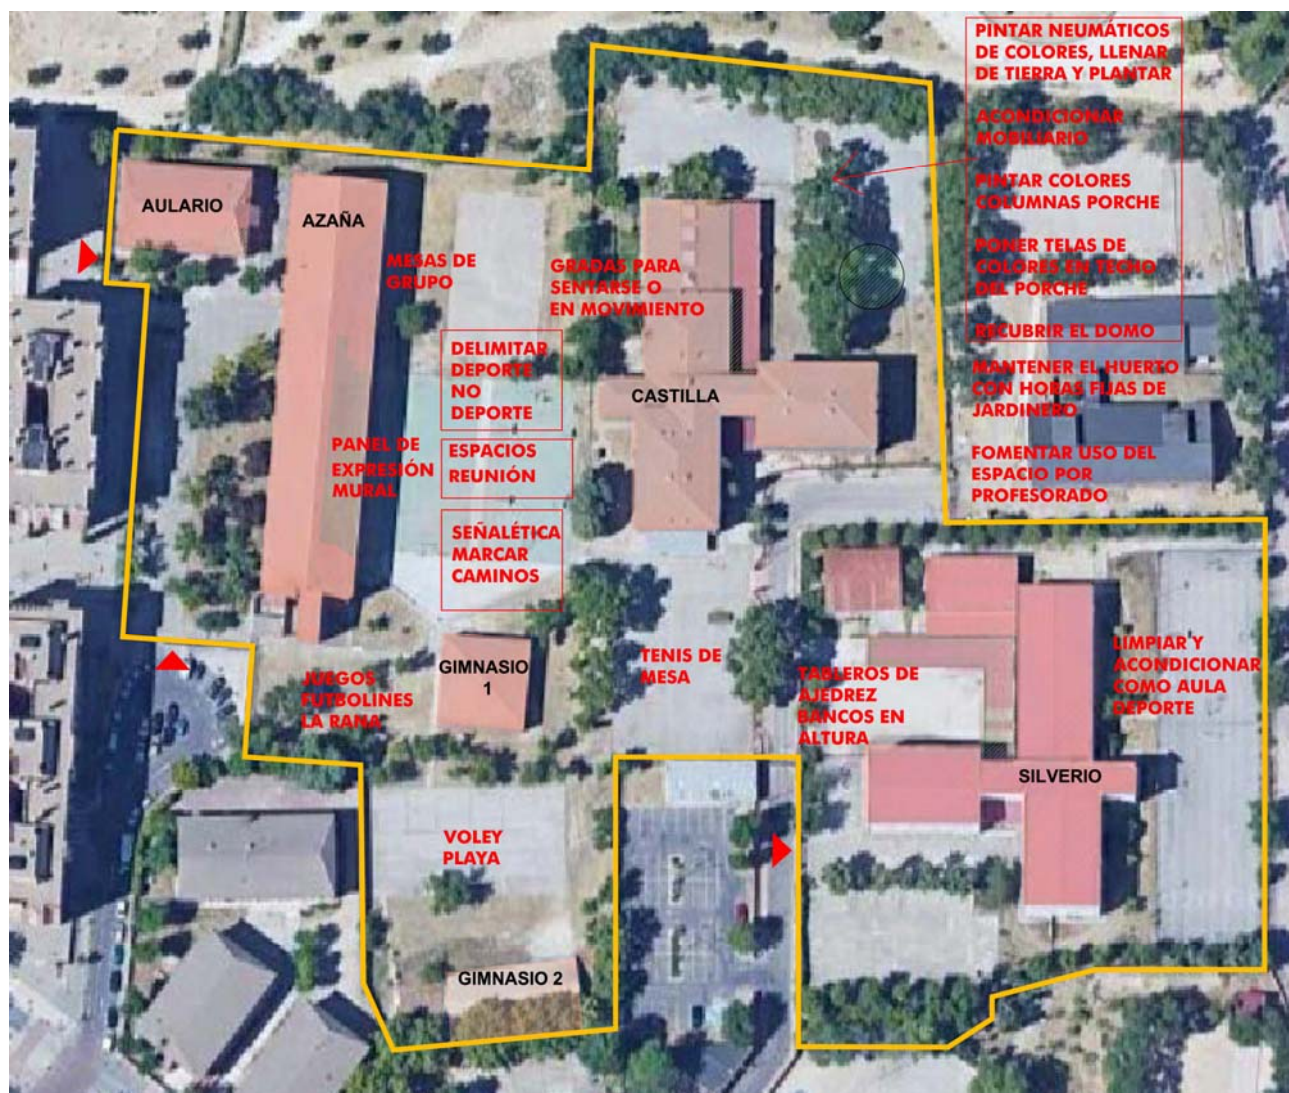 PINTAR NEUMÁTICOS
DE COLORES, LLENAR
DE TIERRA Y PLANTAR
ACONDICIONAR
MOBILIARIO
PINTAR COLORES
COLUMNAS PORCHE
PONER TELAS DE
COLORES EN TECHO
DEL PORCHE
RECUBRIR EL DOMO
MANTENER EL HUERTO
CON HORAS FIJAS DE
JARDINERO
FOMENTAR USO DEL
ESPACIO POR
PROFESORADO
AULARIO
AZAÑA
MESAS DE
GRUPO
GRADAS PARA
SENTARSE O
EN MOVIMIENTO
DELIMITAR
DEPORTE
NO
DEPORTE
CASTILLA
PANEL DE
EXPRESIÓN
MURAL
ESPACIOS
REUNIÓN
SEÑALÉTICA
MARCAR
CAMINOS
JUEGOS
FUTBOLINES
LA RANA
GIMNASIO
1
TENIS DE
MESA
TABLEROS DE
AJEDREZ
BANCOS EN
ALTURA
LIMPIAR Y
ACONDICIONAR
COMO AULA
DEPORTE
SILVERIO
VOLEY
PLAYA
GIMNASIO 2